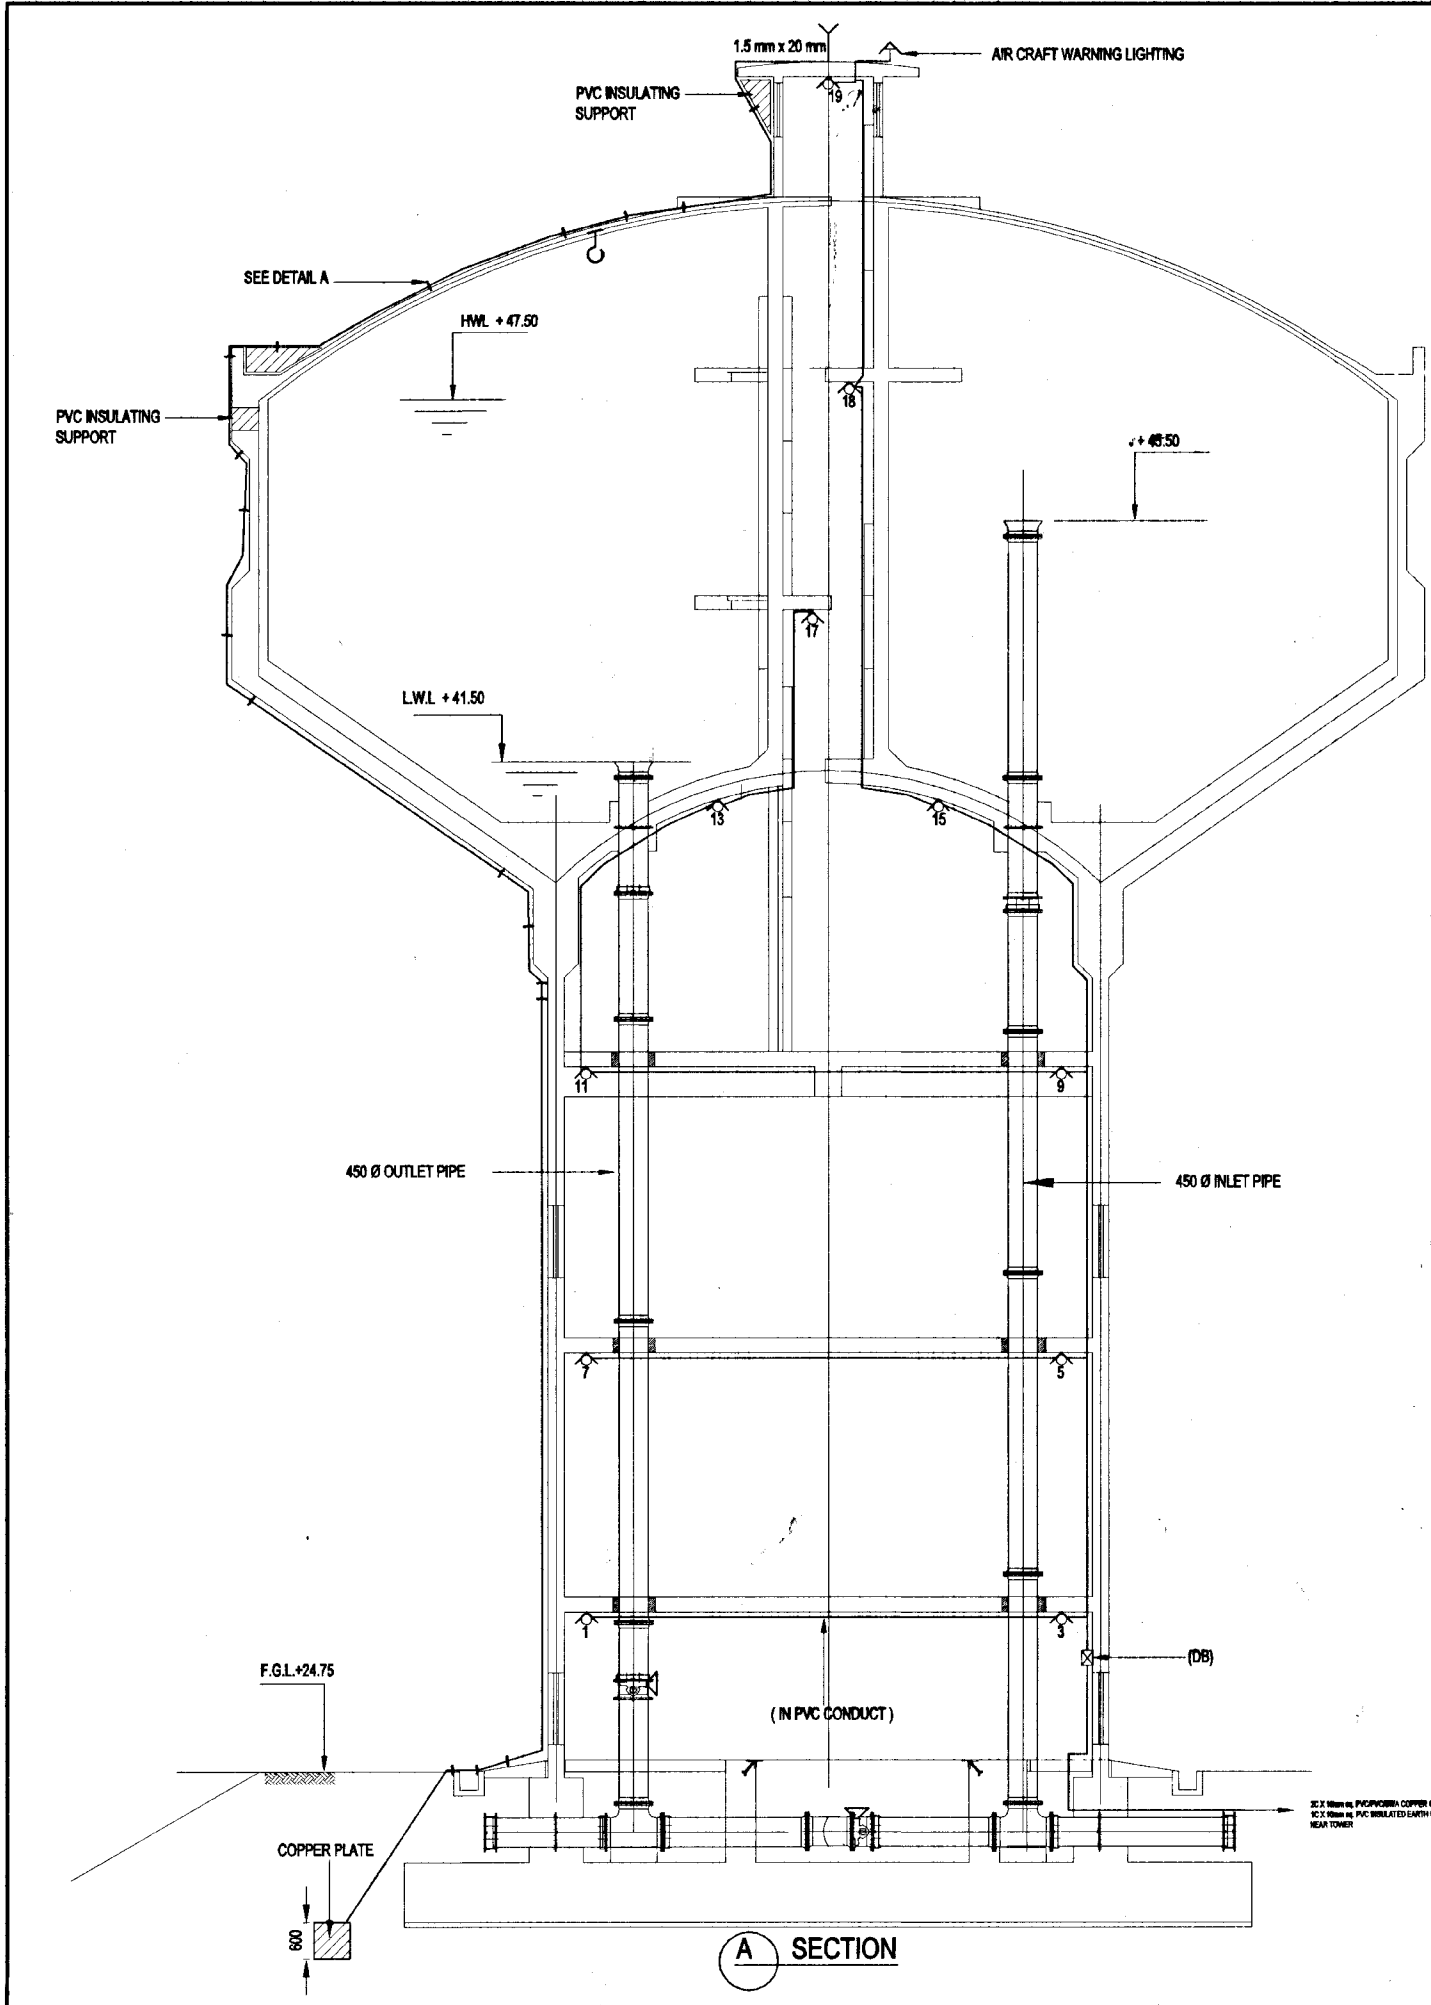 1.5 mm x 20 mm
AIR CRAFT WARNING LIGHTING
PVC INSULATING
SUPPORT
19
SEE DETAIL A
HWL + 47.50
18
PVC INSULATING
SUPPORT
17
L.W.L + 41.50
13
15
11
9
450 Ø OUTLET PIPE
450 Ø INLET PIPE
7
5
1
3
(DB)
F.G.L.+24.75
( IN PVC CONDUCT )
COPPER PLATE
600
NEAR TOWER
A SECTION